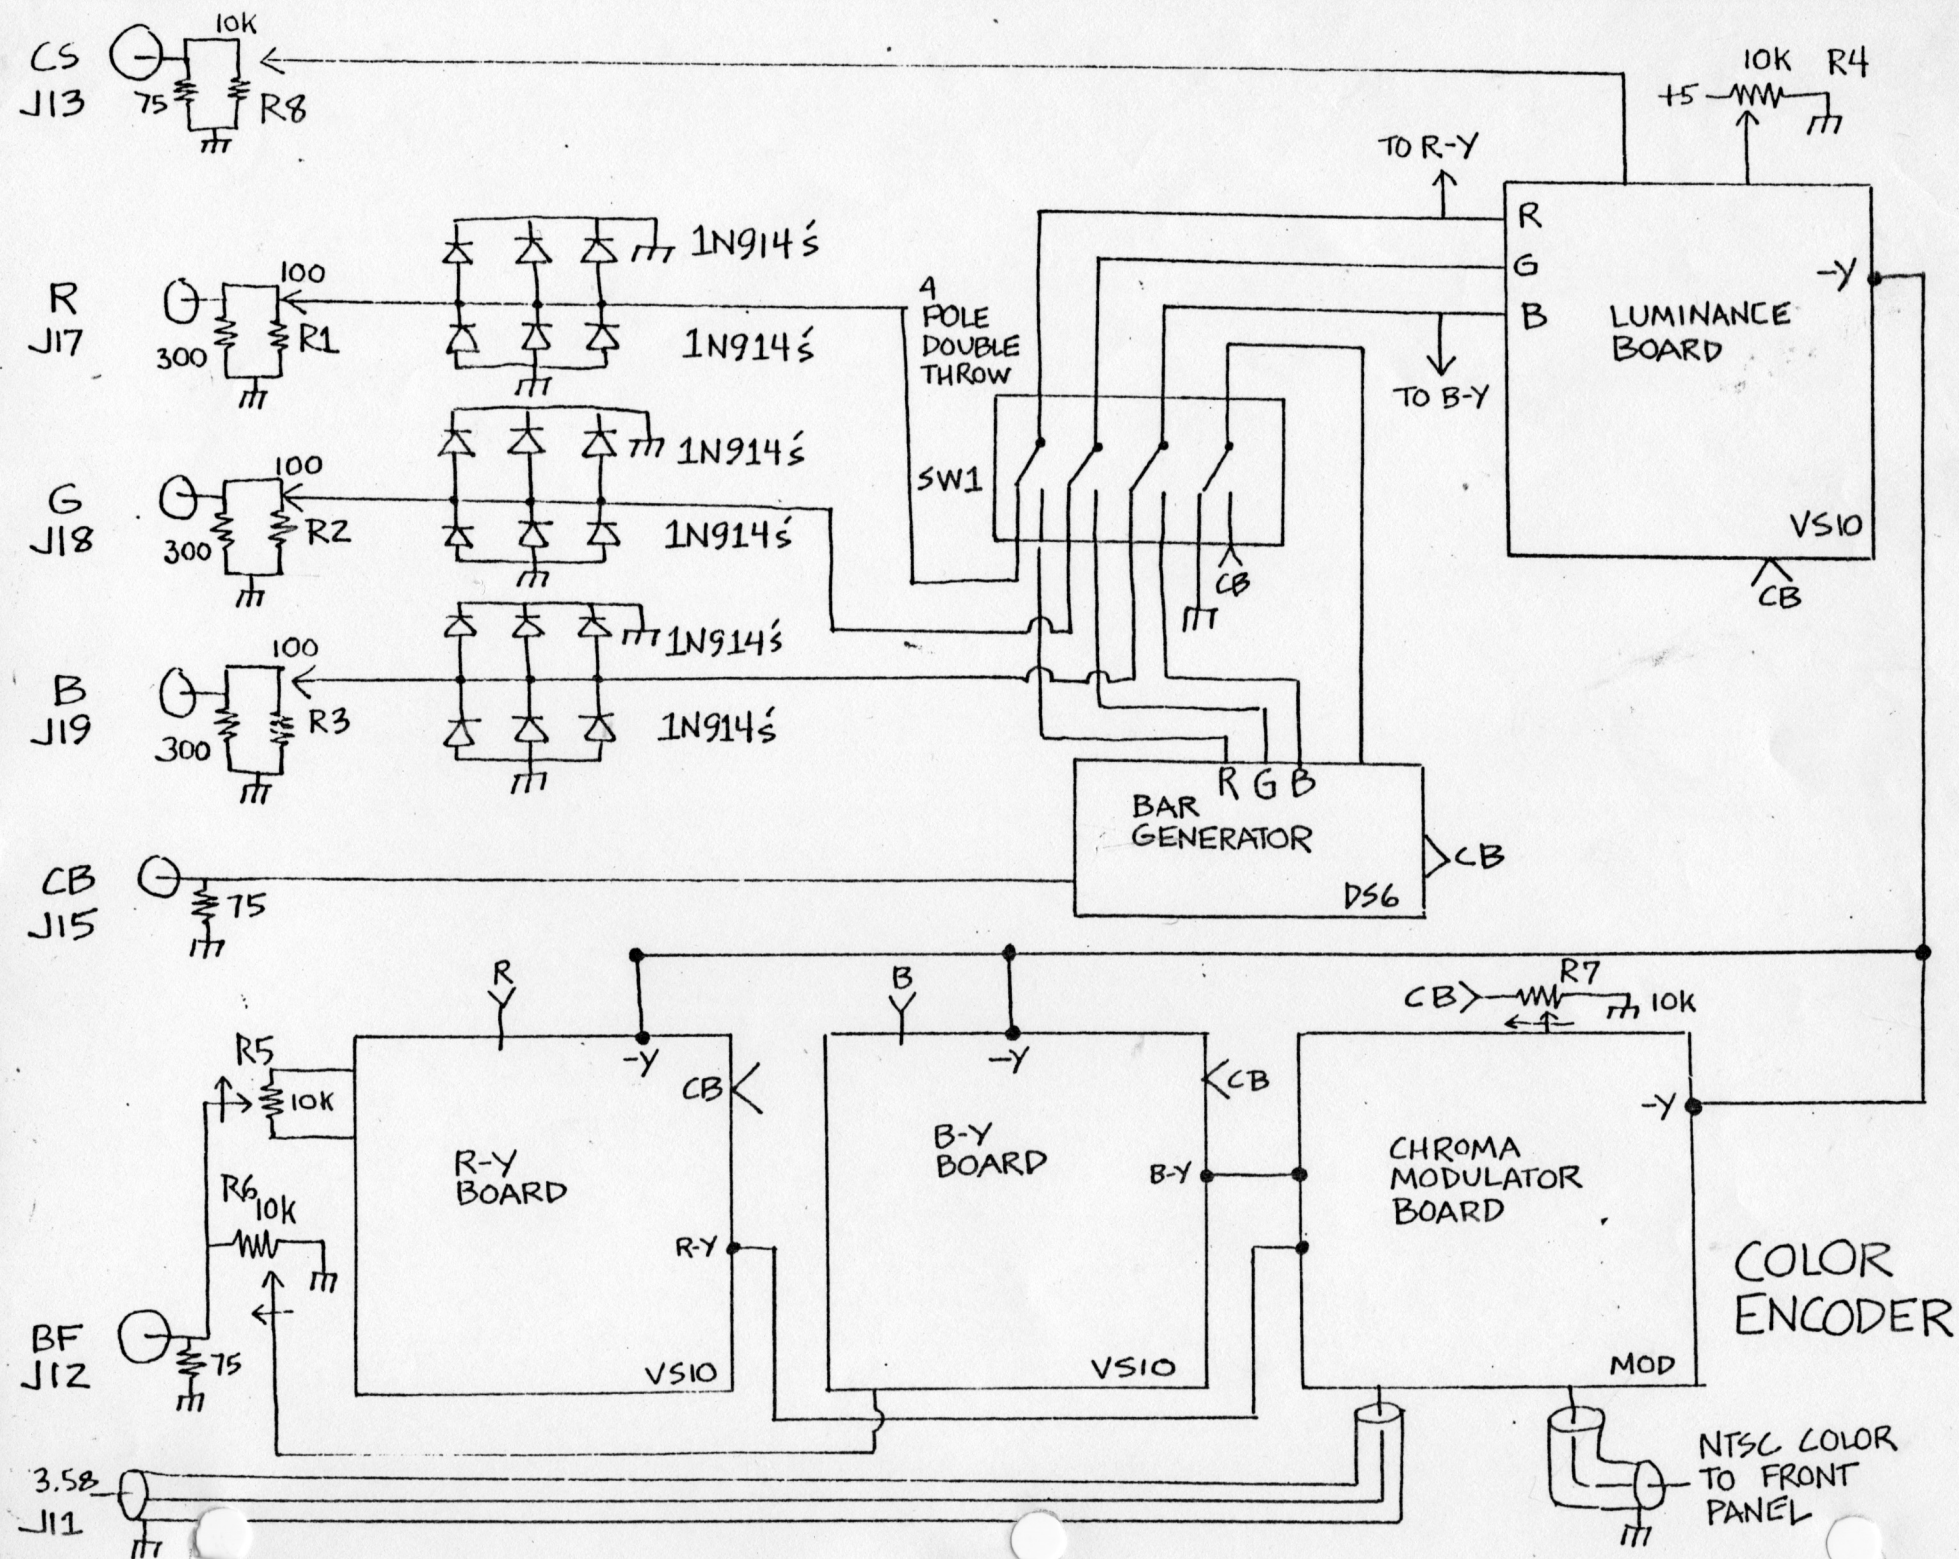 CS
J13
10K
75
R8
10K R4
+5
TO R-Y
R
J17
100
300
R1
1N914's
1N914's
4
POLE
DOUBLE
THROW
SW1
R
G
B
-Y
LUMINANCE
BOARD
VS10
CB
TO B-Y
G
J18
100
300
R2
1N914's
1N914's
CB
B
J19
100
300
R3
1N914's
1N914's
R G B
BAR
GENERATOR
DS6
CB
CB
J15
75
R
-Y
R5
10K
CB
R-Y
BOARD
R-Y
VS10
B
-Y
CB
B-Y
BOARD
B-Y
VS10
CB
R7
10K
-Y
CHROMA
MODULATOR
BOARD
MOD
R6
10K
BF
J12
75
3.58
J11
COLOR
ENCODER
NTSC COLOR
TO FRONT
PANEL